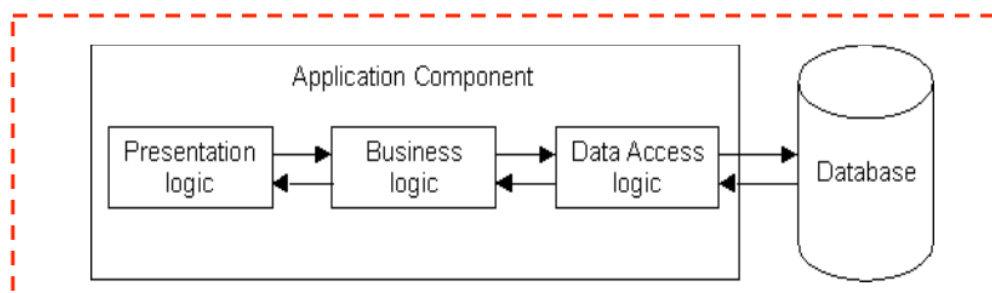 Application Component
Presentation
logic
Business
logic
Data Access
logic
Database